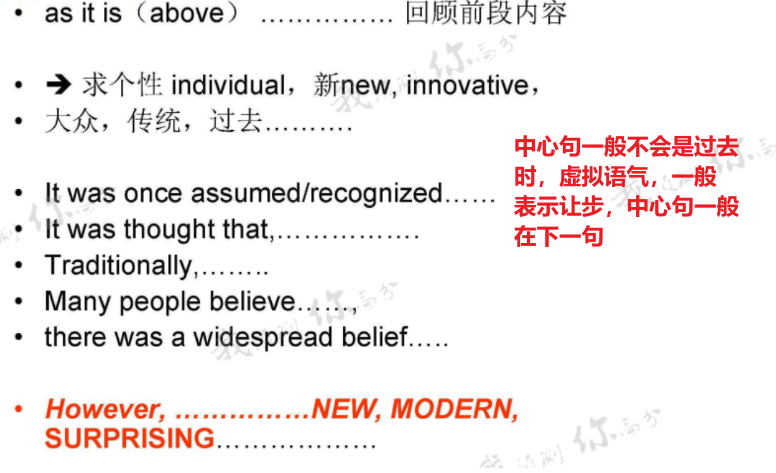 • as it is（above） …………… 回顾前段内容
• ➔ 求个性 individual，新new, innovative，
• 大众，传统，过去……….
• It was once assumed/recognized……
• It was thought that,…………….
• Traditionally,……..
• Many people believe……,
• there was a widespread belief…..
• However, ……………NEW, MODERN,
SURPRISING………………
中心句一般不会是过去
时，虚拟语气，一般
表示让步，中心句一般
在下一句